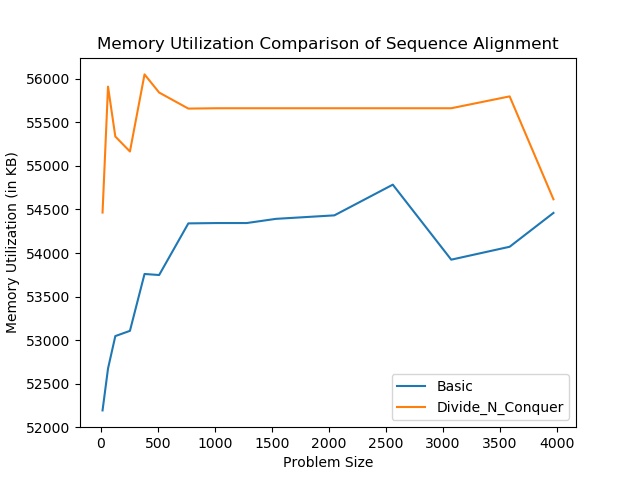 Memory Utilization Comparison of Sequence Alignment
56000
55500
55000
54500
54000
53500
53000
52500
52000
Memory Utilization (in KB)
Basic
Divide_N_Conquer
0 500 1000 1500 2000 2500 3000 3500 4000
Problem Size